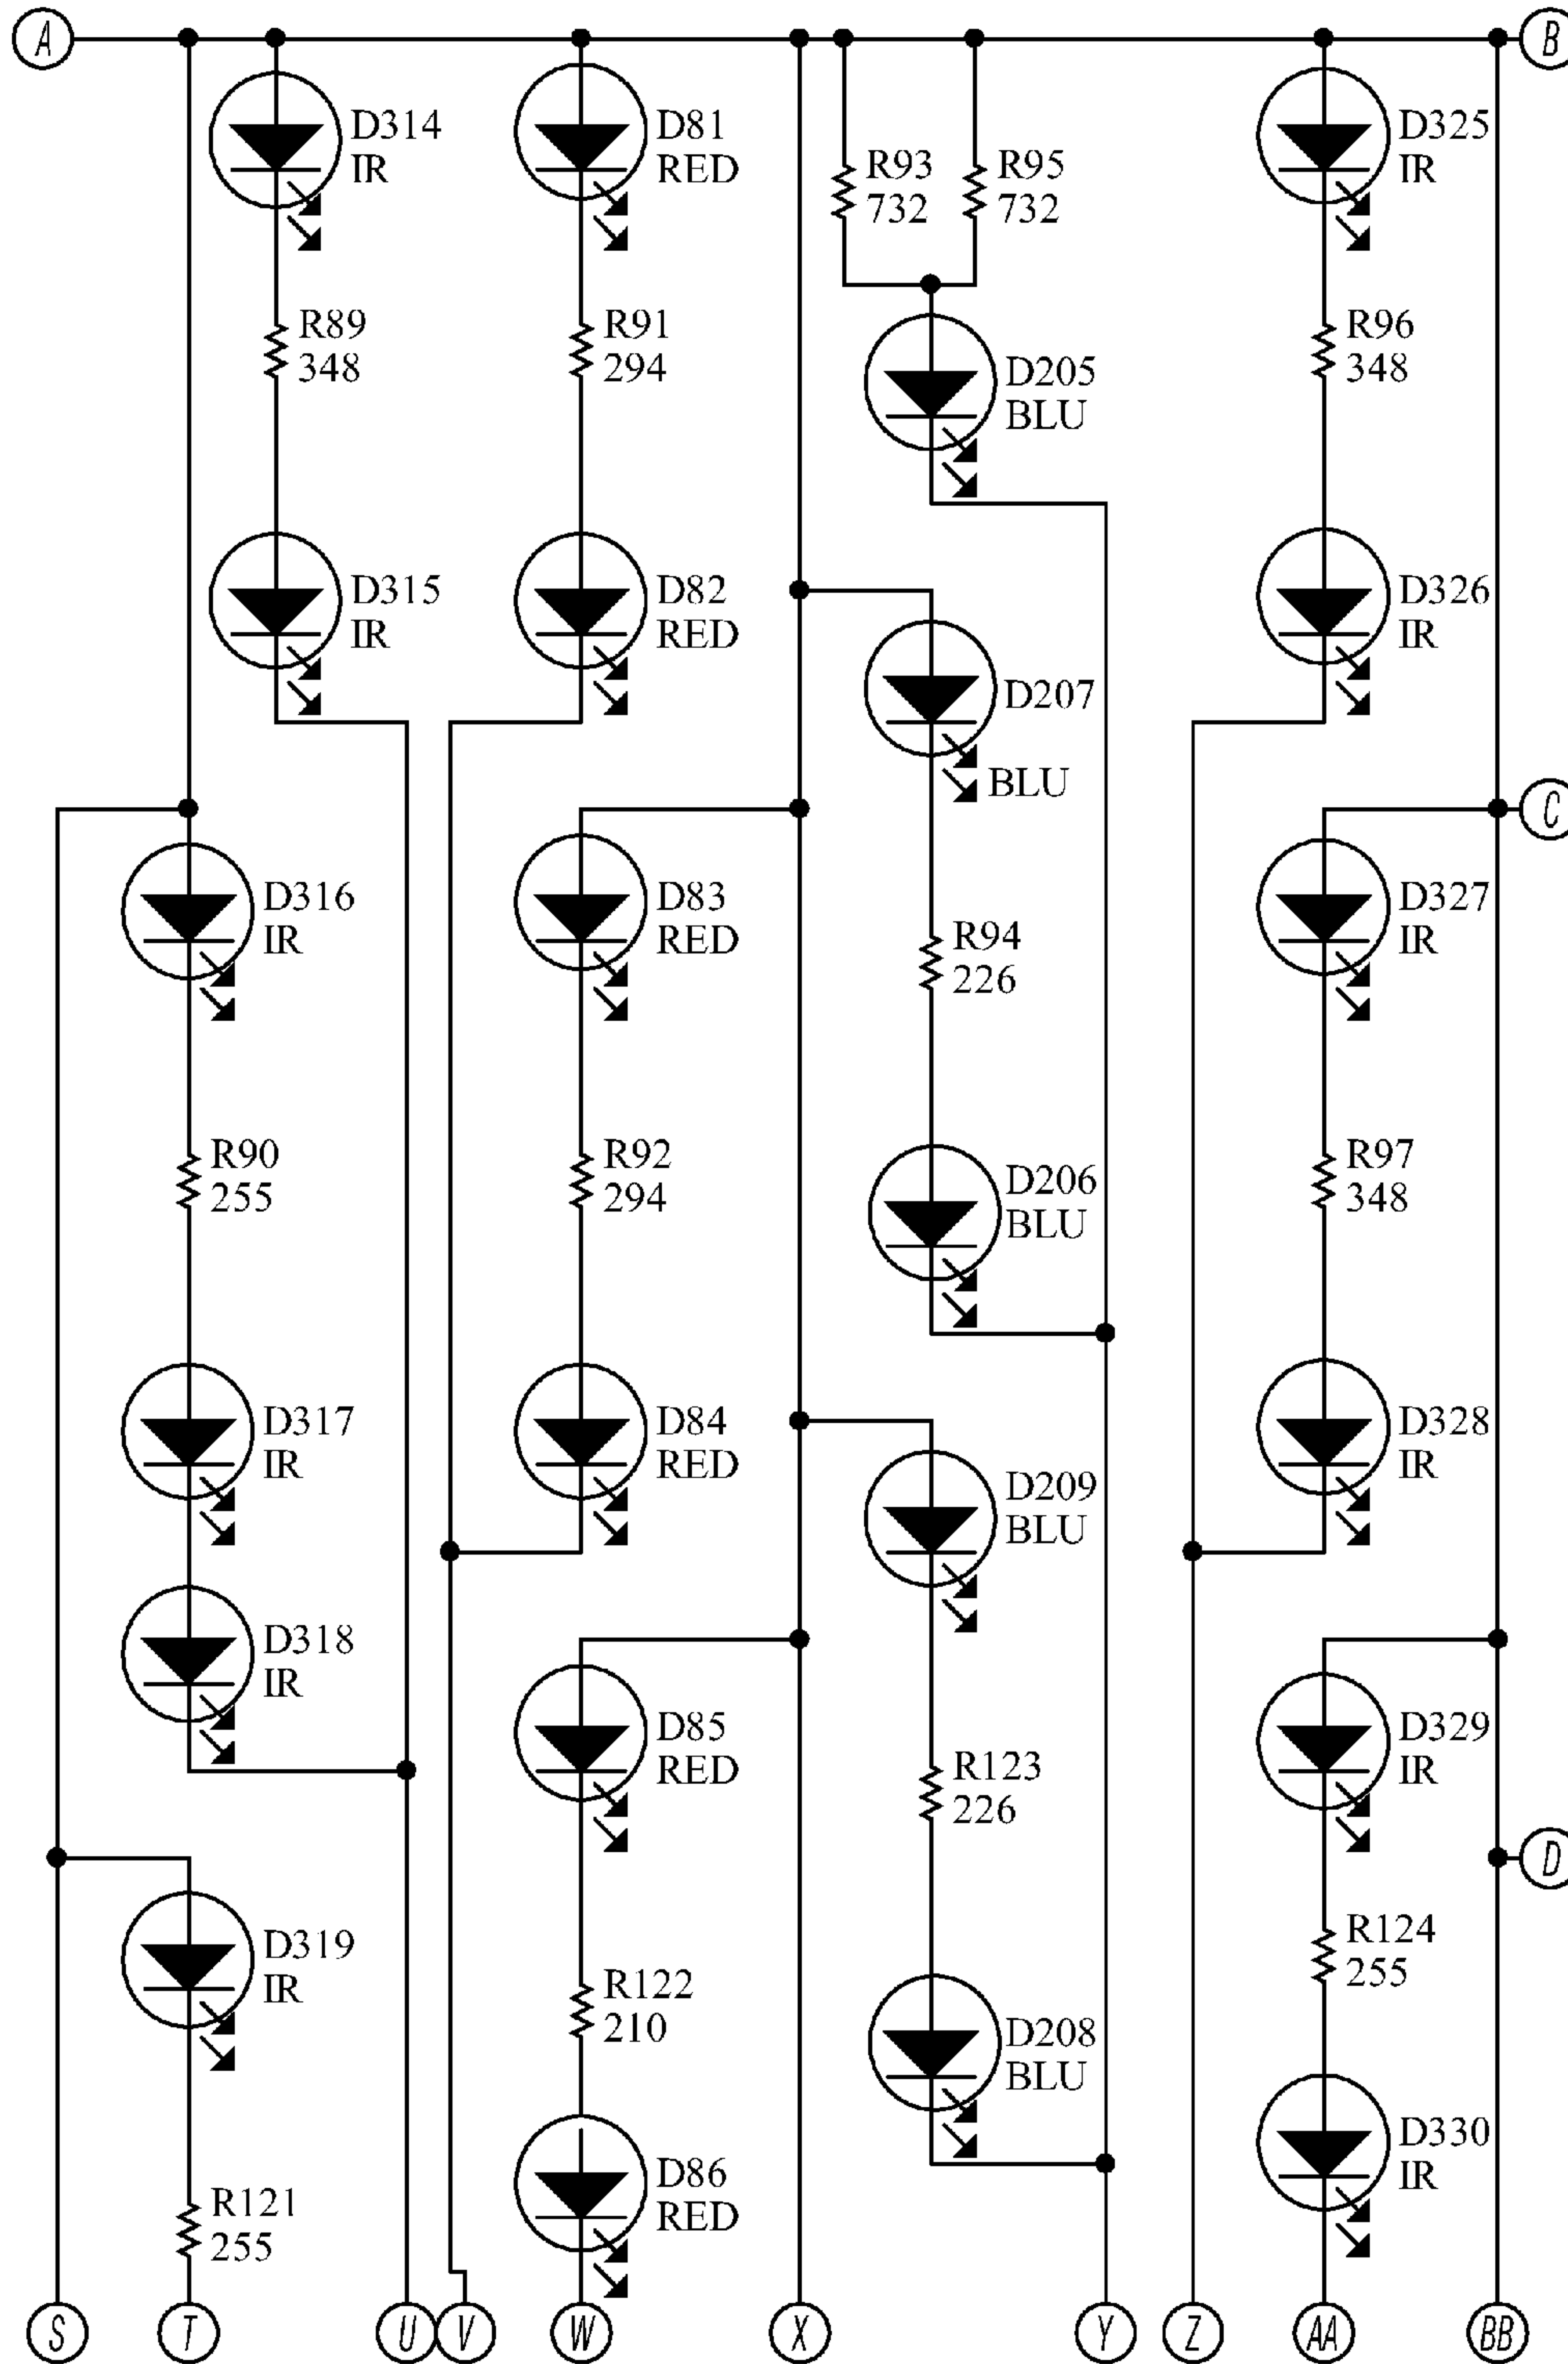 A
B
D314
IR
D81
RED
R93
732
R95
732
D325
IR
R89
348
R91
294
D205
BLU
R96
348
D315
IR
D82
RED
D207
BLU
D326
IR
C
D316
IR
D83
RED
R94
226
D327
IR
R90
255
R92
294
D206
BLU
R97
348
D317
IR
D84
RED
D209
BLU
D328
IR
D318
IR
D85
RED
R123
226
D329
IR
D
D319
IR
R122
210
D208
BLU
R124
255
R121
255
D86
RED
D330
IR
S
T
U
V
W
X
Y
Z
AA
BB